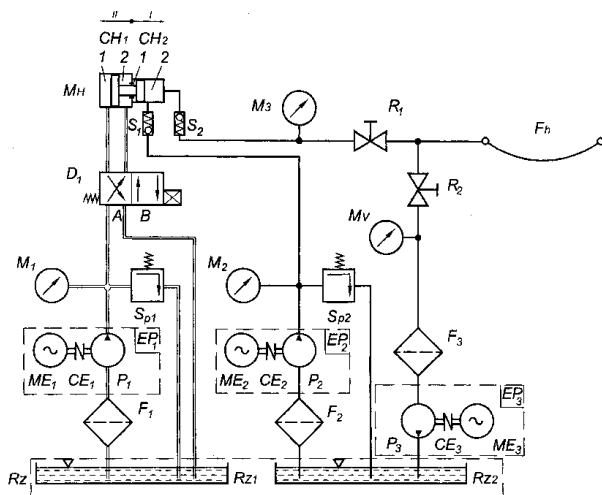 II I
CH1 CH2
1 2 1 2
MH
S1 S2
M3
R1
Fh
D1
A B
R2
Mv
M1
Sp1
M2
Sp2
EP1
EP2
F3
ME1 CE1 P1
ME2 CE2 P2
F1
F2
EP3
P3 CE3 ME3
Rz Rz1 Rz2